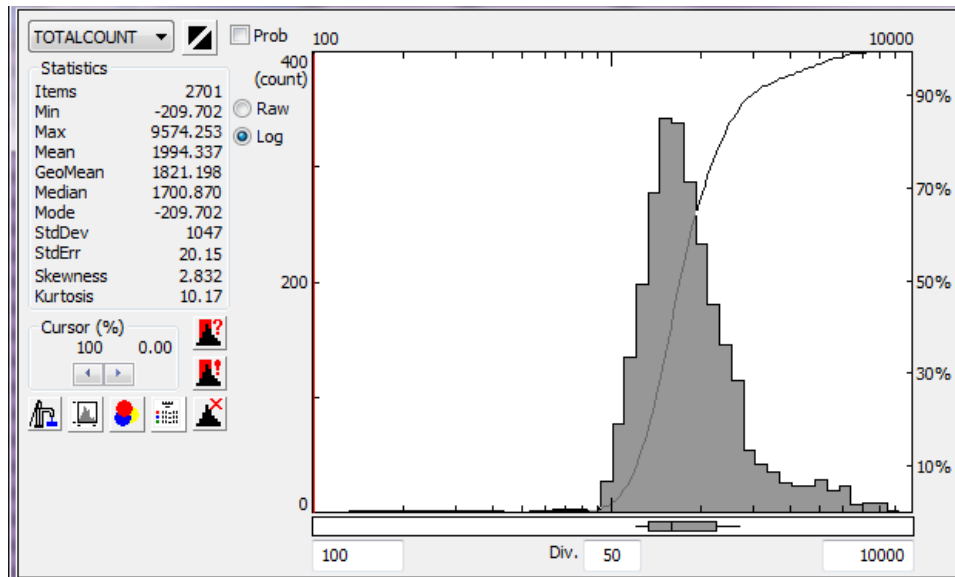 TOTALCOUNT
Prob
Statistics
Items 2701
Min -209.702
Max 9574.253
Mean 1994.337
GeoMean 1821.198
Median 1700.870
Mode -209.702
StdDev 1047
StdErr 20.15
Skewness 2.832
Kurtosis 10.17
Raw
Log
Cursor (%)
100 0.00
100 10000
400
(count)
200
0
90%
70%
50%
30%
10%
100 Div. 50 10000